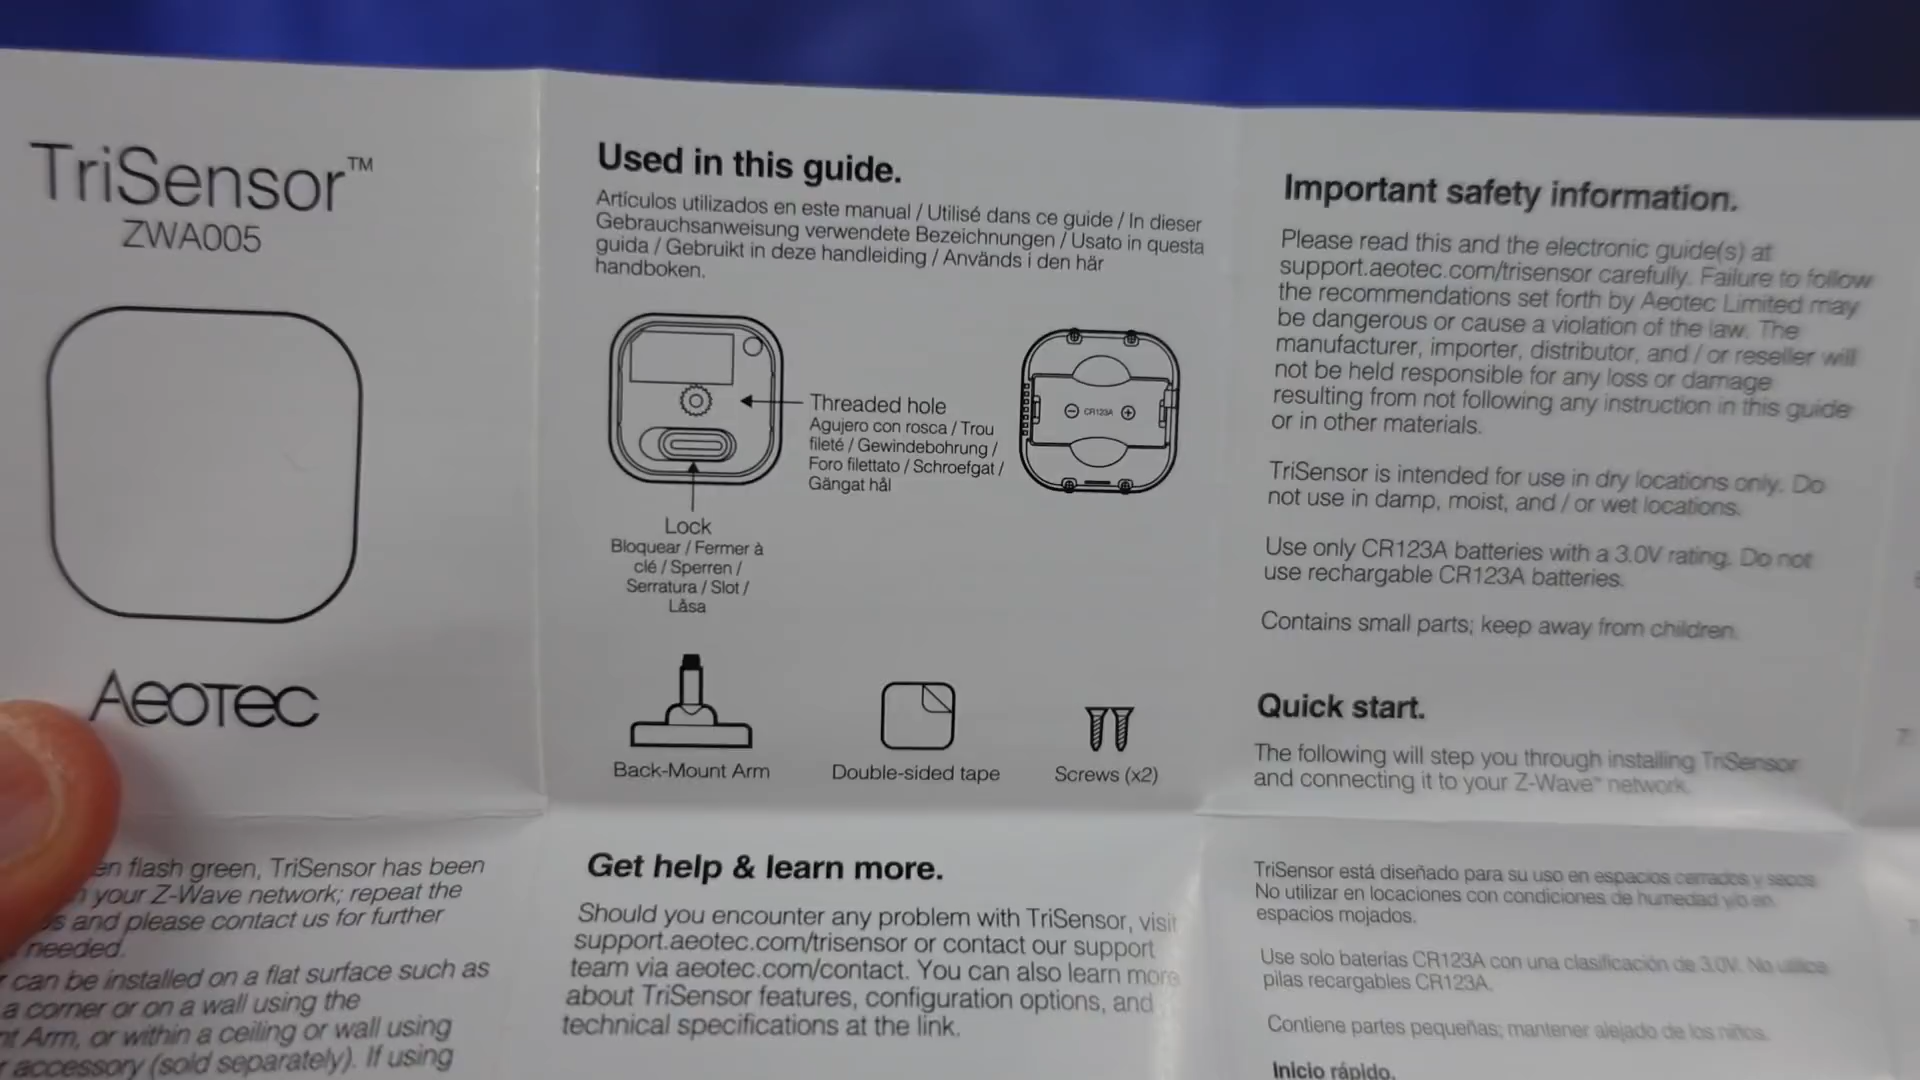 TriSensor™
ZWA005
AEOTEC
en flash green, TriSensor has been
your Z-Wave network; repeat the
and please contact us for further
needed.
can be installed on a flat surface such as
a corner or on a wall using the
Arm, or within a ceiling or wall using
accessory (sold separately). If using
Used in this guide.
Artículos utilizados en este manual / Utilisé dans ce guide / In dieser
Gebrauchsanweisung verwendete Bezeichnungen / Usato in questa
guida / Gebruikt in deze handleiding / Används i den här
handboken.
Threaded hole
Agujero con rosca / Trou
fileté / Gewindebohrung /
Foro filettato / Schroefgat /
Gängat hål
CR123A
Lock
Bloquear / Fermer à
clé / Sperren /
Serratura / Slot /
Låsa
Back-Mount Arm
Double-sided tape
Screws (x2)
Get help & learn more.
Should you encounter any problem with TriSensor, visit
support.aeotec.com/trisensor or contact our support
team via aeotec.com/contact. You can also learn more
about TriSensor features, configuration options, and
technical specifications at the link.
Important safety information.
Please read this and the electronic guide(s) at
support.aeotec.com/trisensor carefully. Failure to follow
the recommendations set forth by Aeotec Limited may
be dangerous or cause a violation of the law. The
manufacturer, importer, distributor, and / or reseller will
not be held responsible for any loss or damage
resulting from not following any instruction in this guide
or in other materials.
TriSensor is intended for use in dry locations only. Do
not use in damp, moist, and / or wet locations.
Use only CR123A batteries with a 3.0V rating. Do not
use rechargable CR123A batteries.
Contains small parts; keep away from children.
Quick start.
The following will step you through installing TriSensor
and connecting it to your Z-Wave™ network.
TriSensor está diseñado para su uso en espacios cerrados y secos.
No utilizar en locaciones con condiciones de humedad y/o en
espacios mojados.
Use solo baterías CR123A con una clasificación de 3.0V. No utilice
pilas recargables CR123A.
Contiene partes pequeñas; mantener alejado de los niños.
Inicio rápido.